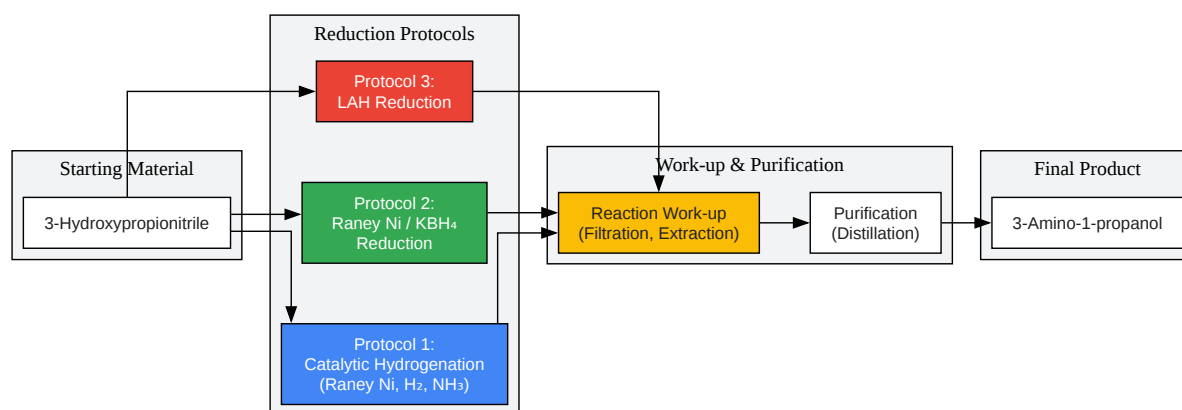 Reduction Protocols
Protocol 3:
LAH Reduction
Starting Material
3-Hydroxypropionitrile
Protocol 2:
Raney Ni / KBH₄
Reduction
Protocol 1:
Catalytic Hydrogenation
(Raney Ni, H₂, NH₃)
Work-up & Purification
Reaction Work-up
(Filtration, Extraction)
Purification
(Distillation)
Final Product
3-Amino-1-propanol